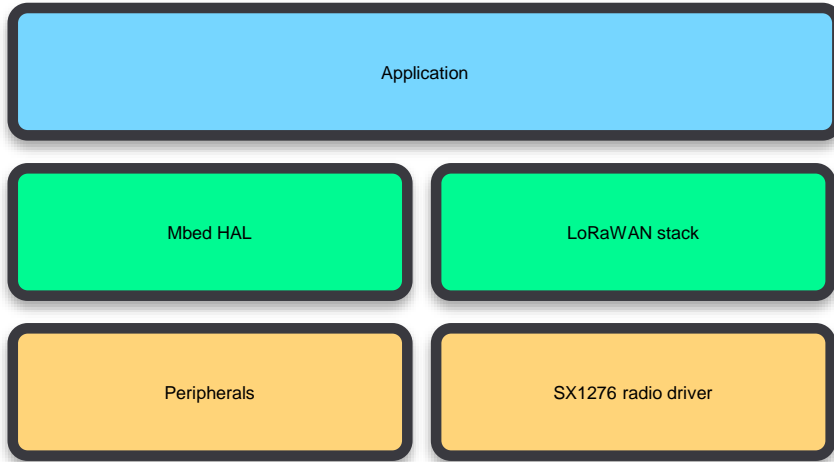 Application
Mbed HAL
LoRaWAN stack
Peripherals
SX1276 radio driver